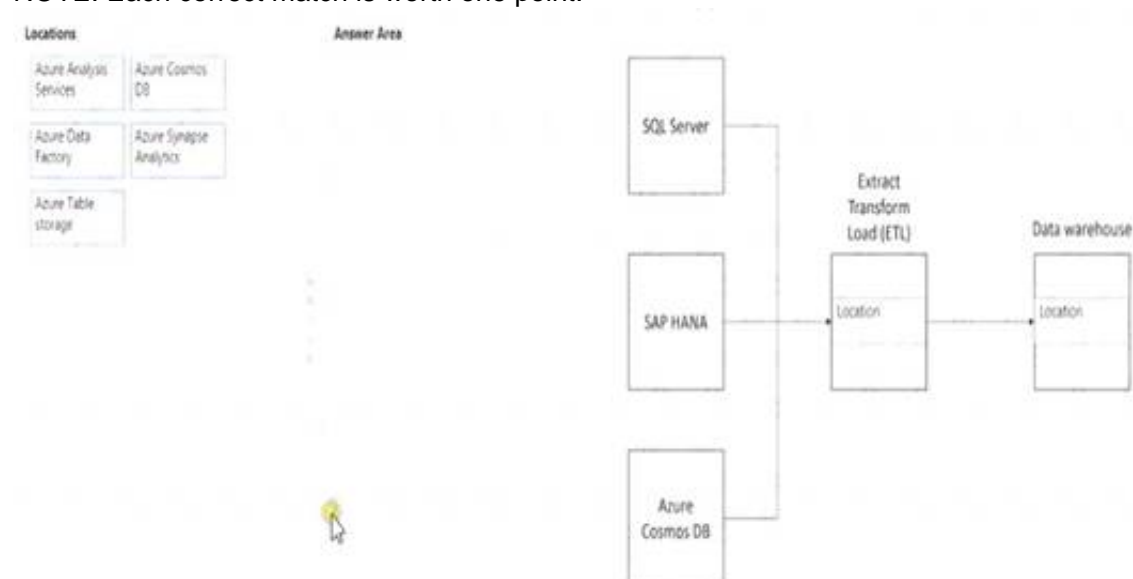 NOTE: Each correct match is worth one point.
Locations
Answer Area
Azure Analysis
Services
Azure Cosmos
DB
Azure Data
Factory
Azure Synapse
Analytics
Azure Table
storage
SQL Server
SAP HANA
Azure
Cosmos DB
Extract
Transform
Load (ETL)
Location
Data warehouse
Location